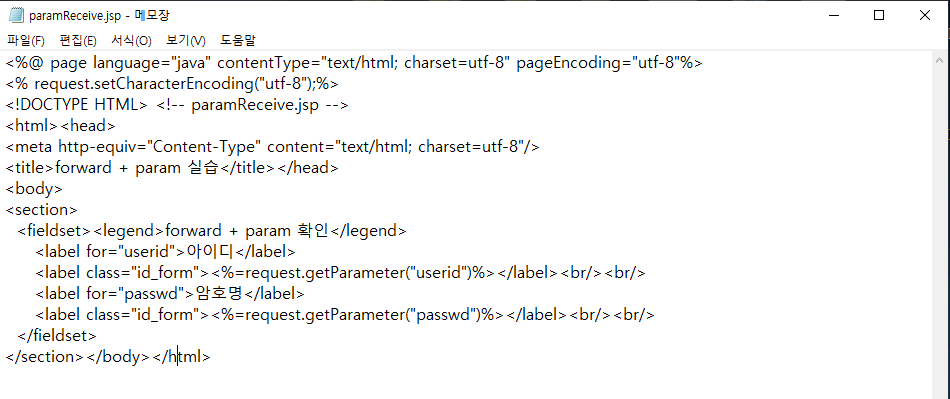 paramReceive.jsp - 메모장
파일(F) 편집(E) 서식(O) 보기(V) 도움말
<%@ page language="java" contentType="text/html; charset=utf-8" pageEncoding="utf-8"%>
<% request.setCharacterEncoding("utf-8");%>
<!DOCTYPE HTML> <!-- paramReceive.jsp -->
<html><head>
<meta http-equiv="Content-Type" content="text/html; charset=utf-8"/>
<title>forward + param 실습</title></head>
<body>
<section>
<fieldset><legend>forward + param 확인</legend>
<label for="userid">아이디</label>
<label class="id_form"><%=request.getParameter("userid")%></label><br/><br/>
<label for="passwd">암호명</label>
<label class="id_form"><%=request.getParameter("passwd")%></label><br/><br/>
</fieldset>
</section></body></html>